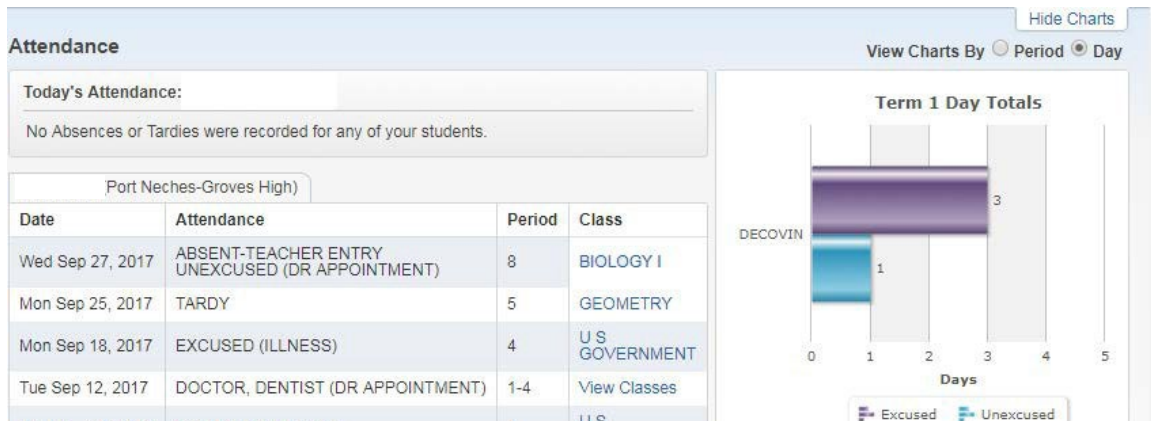 Hide Charts
Attendance
View Charts By Period Day
Today's Attendance:
No Absences or Tardies were recorded for any of your students.
Port Neches-Groves High)
Date Attendance Period Class
Wed Sep 27, 2017 ABSENT-TEACHER ENTRY UNEXCUSED (DR APPOINTMENT) 8 BIOLOGY I
Mon Sep 25, 2017 TARDY 5 GEOMETRY
Mon Sep 18, 2017 EXCUSED (ILLNESS) 4 U S GOVERNMENT
Tue Sep 12, 2017 DOCTOR, DENTIST (DR APPOINTMENT) 1-4 View Classes
U S
Term 1 Day Totals
3
DECOVIN
1
0 1 2 3 4 5
Days
Excused Unexcused